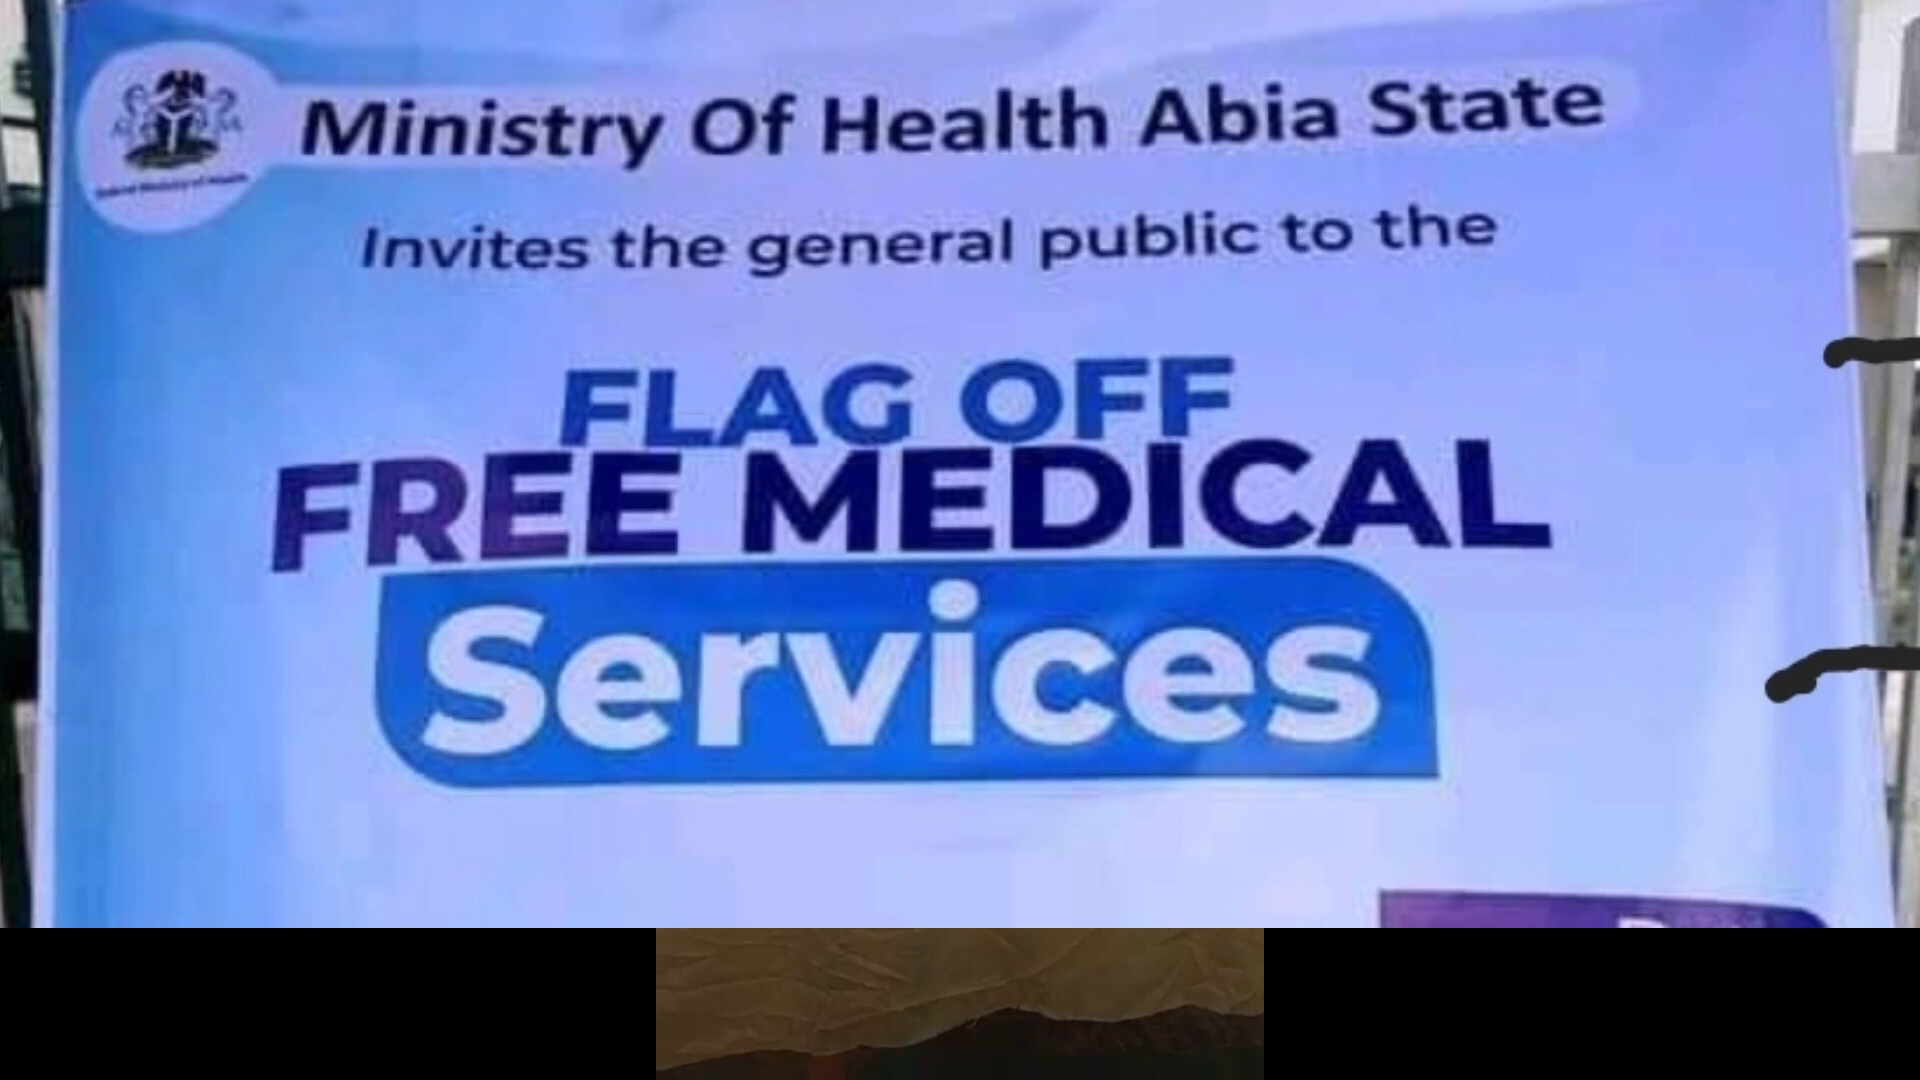 Ministry Of Health Abia State
Invites the general public to the
FLAG OFF
FREE MEDICAL
Services